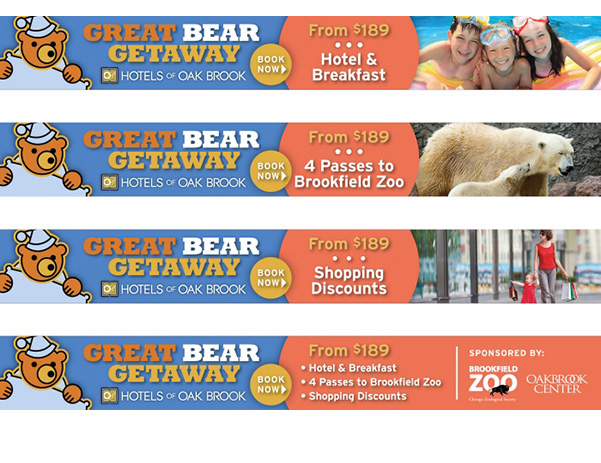 GREAT BEAR
GETAWAY
HOTELS OF OAK BROOK
BOOK
NOW
From $189
Hotel &
Breakfast
GREAT BEAR
GETAWAY
HOTELS OF OAK BROOK
BOOK
NOW
From $189
4 Passes to
Brookfield Zoo
GREAT BEAR
GETAWAY
HOTELS OF OAK BROOK
BOOK
NOW
From $189
Shopping
Discounts
GREAT BEAR
GETAWAY
HOTELS OF OAK BROOK
BOOK
NOW
From $189
• Hotel & Breakfast
• 4 Passes to Brookfield Zoo
• Shopping Discounts
SPONSORED BY:
BROOKFIELD
ZOO
Chicago Zoological Society
OAKBROOK
CENTER